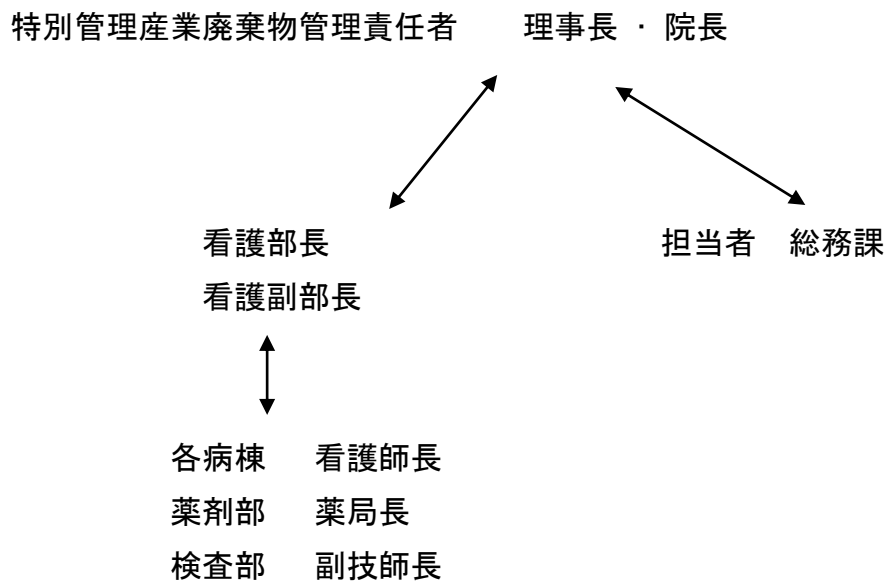 特別管理産業廃棄物管理責任者　理事長 ・ 院長
看護部長　担当者　総務課
看護副部長
各病棟　看護師長
薬剤部　薬局長
検査部　副技師長